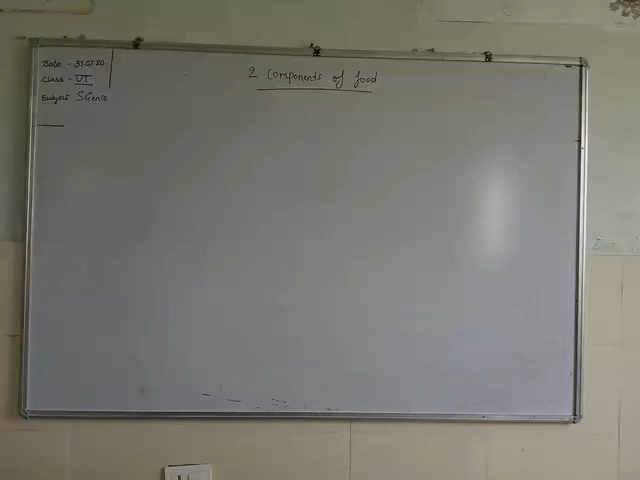 Date - 31.07.20
Class - VI
Subject Science
2 Components of food